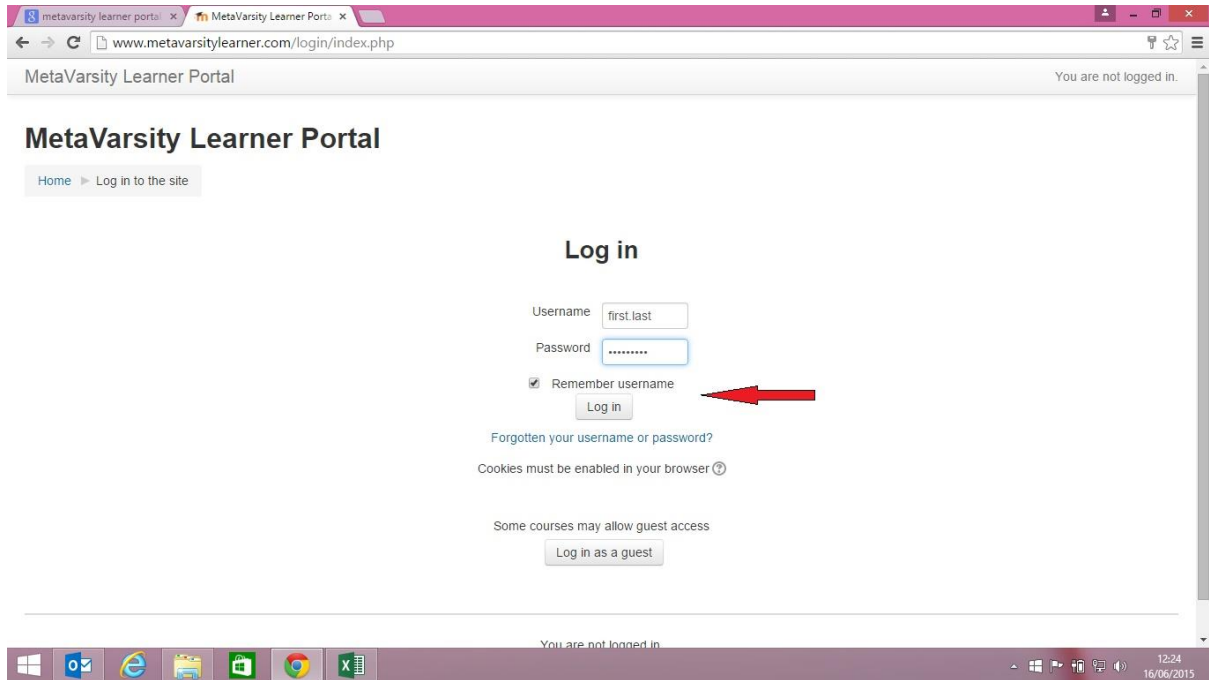 metavarsity learner portal
MetaVarsity Learner Porta
www.metavarsitylearner.com/login/index.php
MetaVarsity Learner Portal
You are not logged in.
MetaVarsity Learner Portal
Home
Log in to the site
Log in
Username
first.last
Password
•••••••••
Remember username
Log in
Forgotten your username or password?
Cookies must be enabled in your browser
Some courses may allow guest access
Log in as a guest
You are not logged in
12:24
16/06/2015